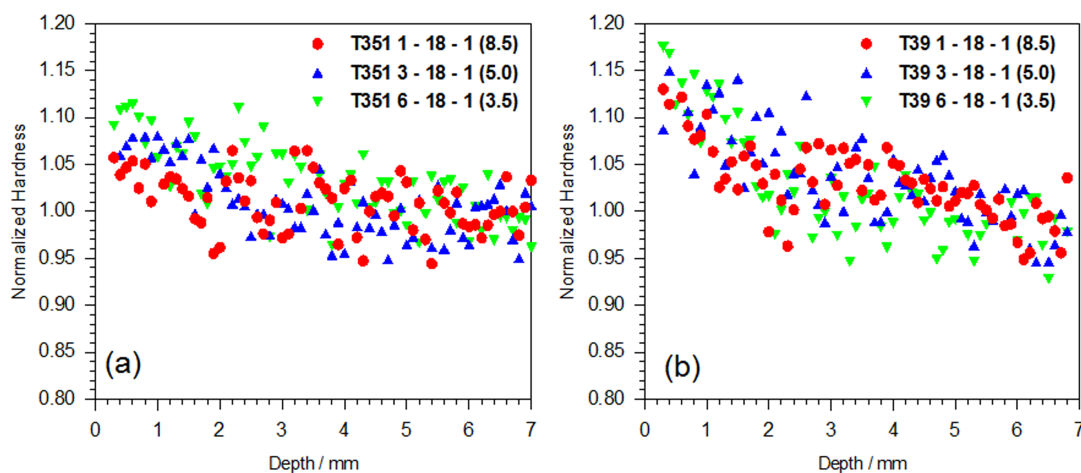 1.20
1.15
1.10
1.05
1.00
0.95
0.90
0.85
0.80
Normalized Hardness
T351 1 - 18 - 1 (8.5)
T351 3 - 18 - 1 (5.0)
T351 6 - 18 - 1 (3.5)
(a)
0 1 2 3 4 5 6 7
Depth / mm
1.20
1.15
1.10
1.05
1.00
0.95
0.90
0.85
0.80
Normalized Hardness
T39 1 - 18 - 1 (8.5)
T39 3 - 18 - 1 (5.0)
T39 6 - 18 - 1 (3.5)
(b)
0 1 2 3 4 5 6 7
Depth / mm